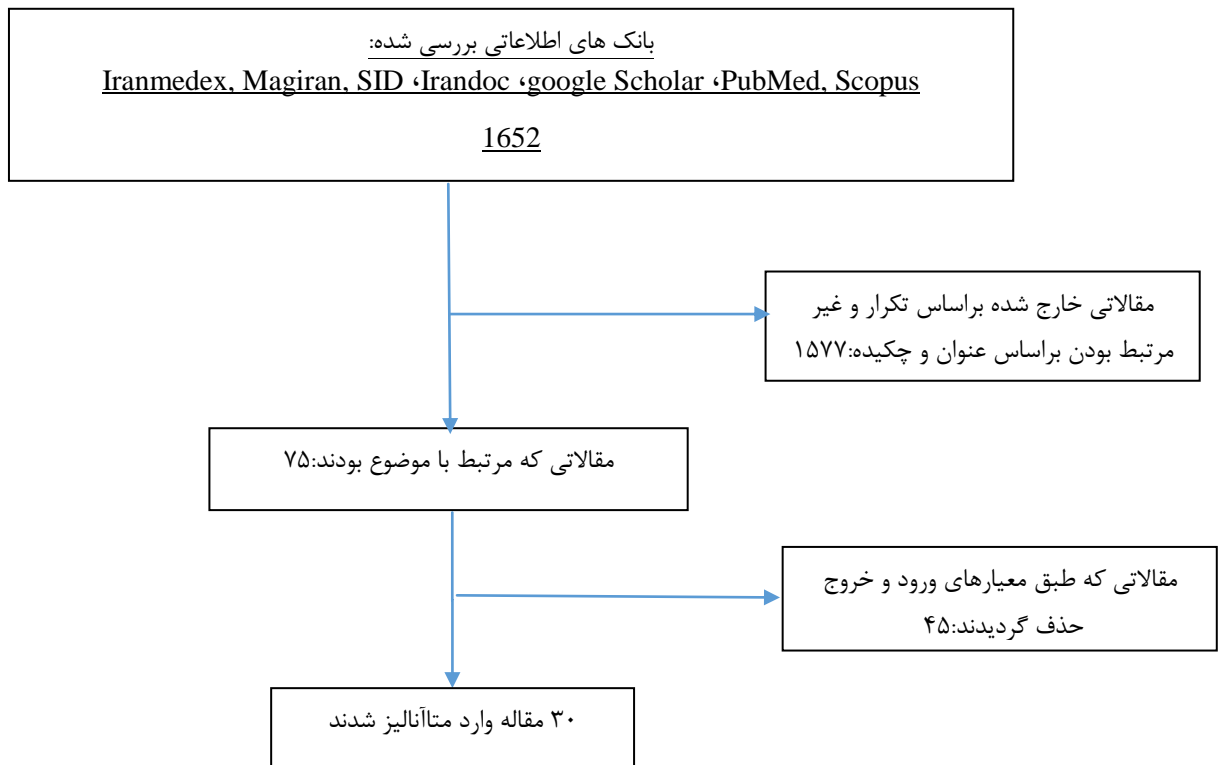 بانک های اطلاعاتی بررسی شده:
Iranmedex, Magiran, SID ،Irandoc ،google Scholar ،PubMed, Scopus
1652
مقالاتی خارج شده براساس تکرار و غیر
مرتبط بودن براساس عنوان و چکیده:۱۵۷۷
مقالاتی که مرتبط با موضوع بودند:۷۵
مقالاتی که طبق معیارهای ورود و خروج
حذف گردیدند:۴۵
۳۰ مقاله وارد متاآنالیز شدند